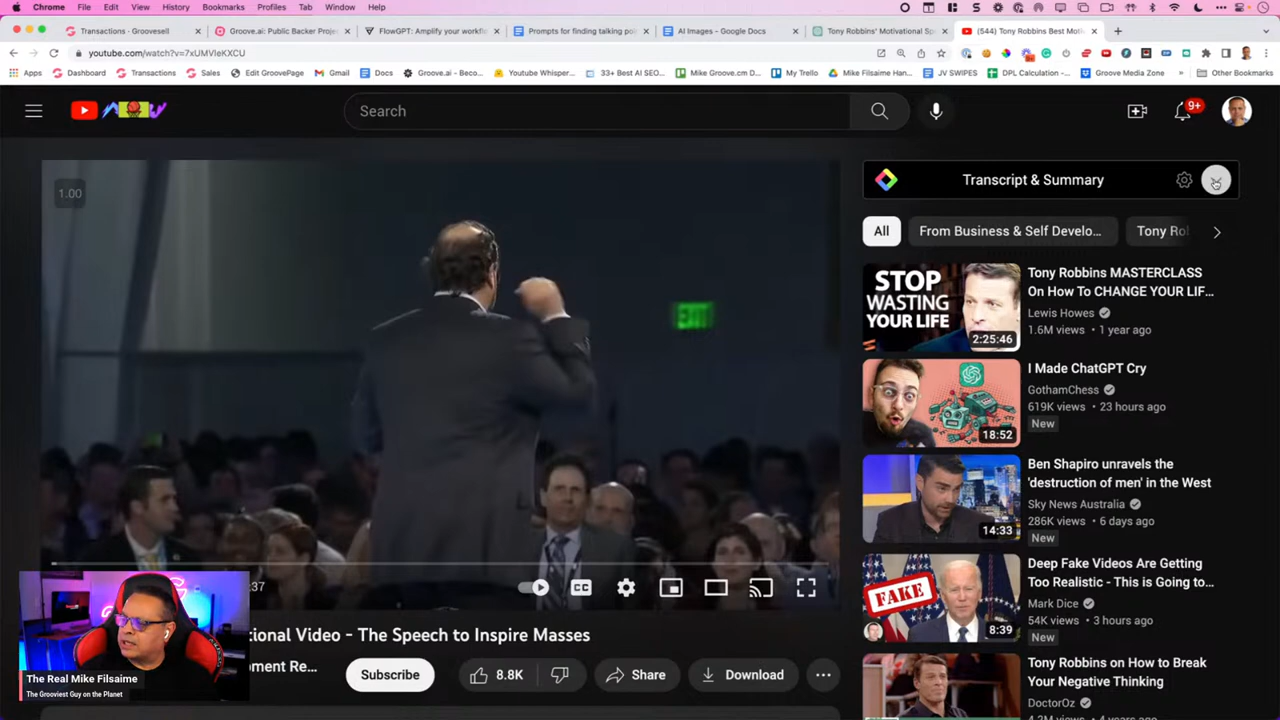 Chrome File Edit View History Bookmarks Profiles Tab Window Help
Transactions - Groovesell
Groove.ai: Public Backer Proje
FlowGPT: Amplify your workfl
Prompts for finding talking poi
AI Images - Google Docs
Tony Robbins' Motivational Sp
(544) Tony Robbins Best Moti
youtube.com/watch?v=7xUMVIeKXCU
Apps Dashboard Transactions Sales Edit GroovePage Gmail Docs Groove.ai - Beco... Youtube Whisper... 33+ Best AI SEO... Mike Groove.cm D... My Trello Mike Filsaime Han... JV SWIPES DPL Calculation -... Groove Media Zone » Other Bookmarks
Search
9+
1.00
EXIT
Transcript & Summary
All
From Business & Self Develo...
Tony Ro
STOP
WASTING
YOUR LIFE
2:25:46
Tony Robbins MASTERCLASS
On How To CHANGE YOUR LIF...
Lewis Howes
1.6M views • 1 year ago
18:52
I Made ChatGPT Cry
GothamChess
619K views • 23 hours ago
New
14:33
Ben Shapiro unravels the
'destruction of men' in the West
Sky News Australia
286K views • 6 days ago
New
FAKE
8:39
Deep Fake Videos Are Getting
Too Realistic - This is Going to...
Mark Dice
54K views • 3 hours ago
New
Tony Robbins on How to Break
Your Negative Thinking
DoctorOz
:37
CC
ional Video - The Speech to Inspire Masses
pment Re...
Subscribe
8.8K
Share
Download
The Real Mike Filsaime
The Grooviest Guy on the Planet